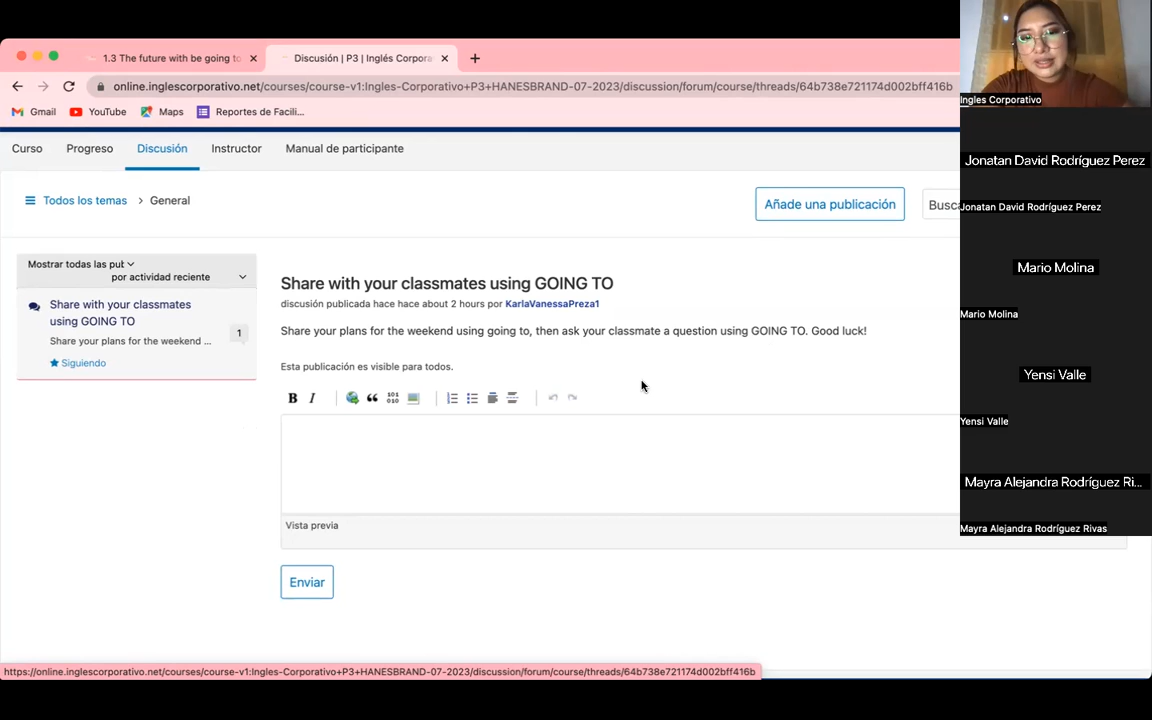 1.3 The future with be going to
Discusión | P3 | Inglés Corpora
online.inglescorporativo.net/courses/course-v1:Ingles-Corporativo+P3+HANESBRAND-07-2023/discussion/forum/course/threads/64b738e721174d002bff416b
Gmail
YouTube
Maps
Reportes de Facili...
Curso
Progreso
Discusión
Instructor
Manual de participante
Todos los temas > General
Añade una publicación
Busca
Mostrar todas las pub
por actividad reciente
Share with your classmates
using GOING TO
Share your plans for the weekend ...
1
Siguiendo
Share with your classmates using GOING TO
discusión publicada hace hace about 2 hours por KarlaVanessaPreza1
Share your plans for the weekend using going to, then ask your classmate a question using GOING TO. Good luck!
Esta publicación es visible para todos.
B I
101
010
Vista previa
Enviar
https://online.inglescorporativo.net/courses/course-v1:Ingles-Corporativo+P3+HANESBRAND-07-2023/discussion/forum/course/threads/64b738e721174d002bff416b
Ingles Corporativo
Jonatan David Rodríguez Perez
Jonatan David Rodríguez Perez
Mario Molina
Mario Molina
Yensi Valle
Yensi Valle
Mayra Alejandra Rodríguez Ri...
Mayra Alejandra Rodríguez Rivas